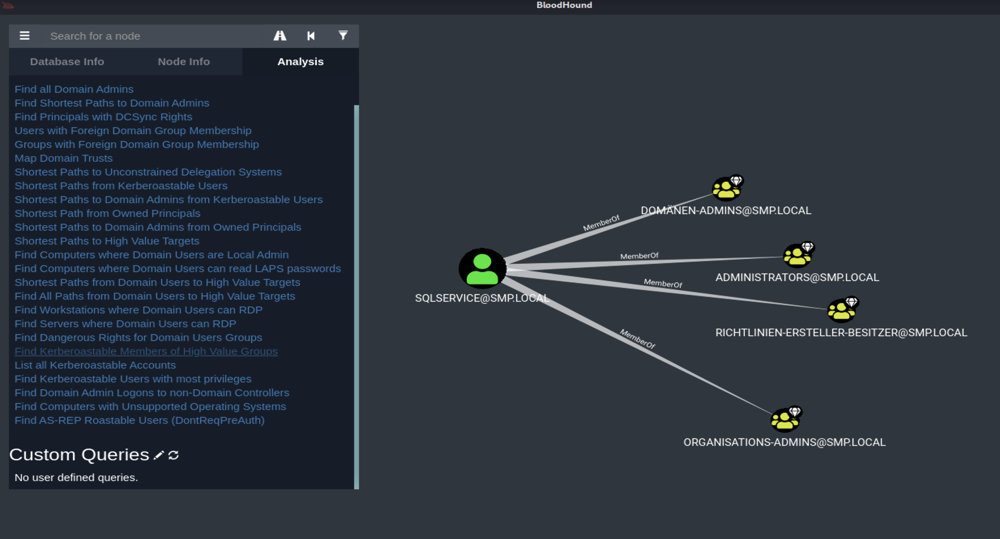 BloodHound
Search for a node
Database Info
Node Info
Analysis
Find all Domain Admins
Find Shortest Paths to Domain Admins
Find Principals with DCSync Rights
Users with Foreign Domain Group Membership
Groups with Foreign Domain Group Membership
Map Domain Trusts
Shortest Paths to Unconstrained Delegation Systems
Shortest Paths from Kerberoastable Users
Shortest Paths to Domain Admins from Kerberoastable Users
Shortest Path from Owned Principals
Shortest Paths to Domain Admins from Owned Principals
Shortest Paths to High Value Targets
Find Computers where Domain Users are Local Admin
Find Computers where Domain Users can read LAPS passwords
Shortest Paths from Domain Users to High Value Targets
Find All Paths from Domain Users to High Value Targets
Find Workstations where Domain Users can RDP
Find Servers where Domain Users can RDP
Find Dangerous Rights for Domain Users Groups
Find Kerberoastable Members of High Value Groups
List all Kerberoastable Accounts
Find Kerberoastable Users with most privileges
Find Domain Admin Logons to non-Domain Controllers
Find Computers with Unsupported Operating Systems
Find AS-REP Roastable Users (DontReqPreAuth)
Custom Queries
No user defined queries.
DOMÄNEN-ADMINS@SMP.LOCAL
MemberOf
MemberOf
ADMINISTRATORS@SMP.LOCAL
MemberOf
SQLSERVICE@SMP.LOCAL
RICHTLINIEN-ERSTELLER-BESITZER@SMP.LOCAL
MemberOf
ORGANISATIONS-ADMINS@SMP.LOCAL